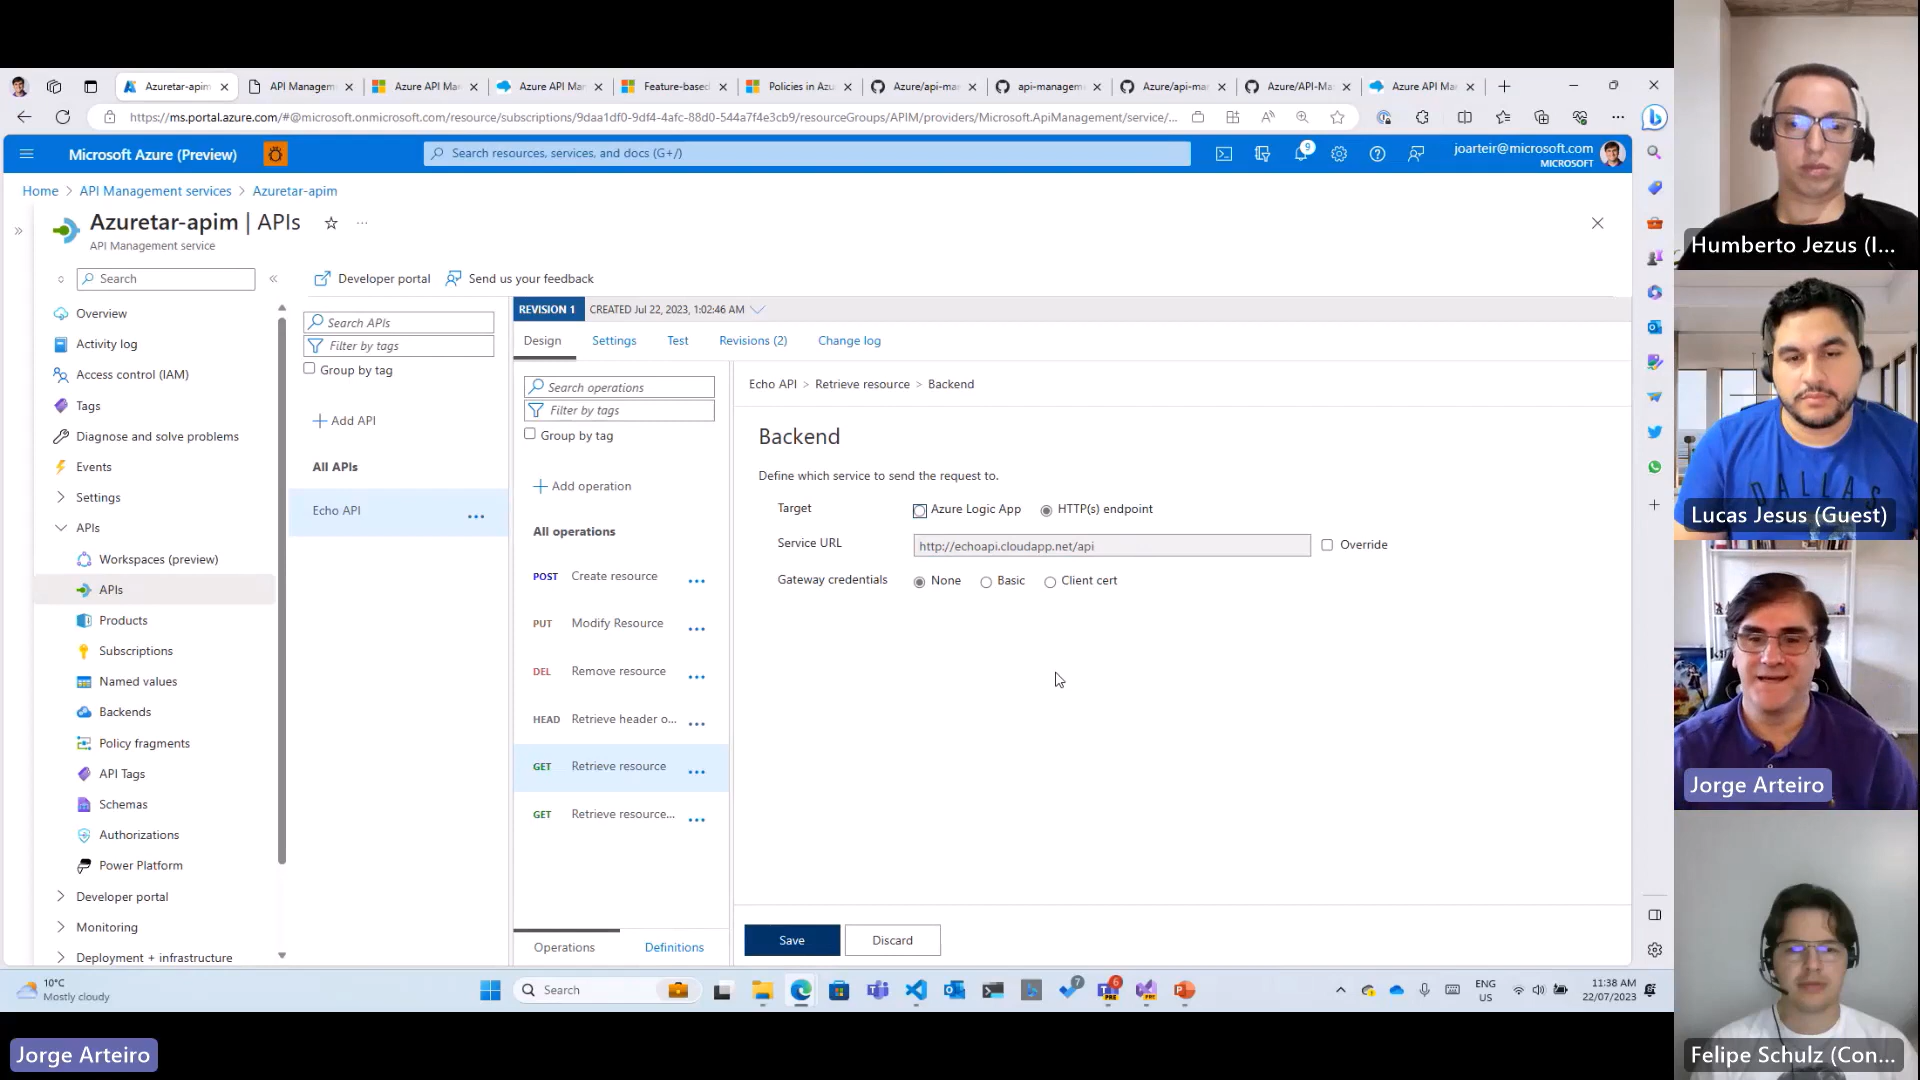 Azuretar-apim
API Managem
Azure API Ma
Azure API Mar
Feature-based
Policies in Azu
Azure/api-ma
api-managem
Azure/api-mar
Azure/API-Ma
Azure API Ma
https://ms.portal.azure.com/#@microsoft.onmicrosoft.com/resource/subscriptions/9daa1df0-9df4-4afc-88d0-544a7f4e3cb9/resourceGroups/APIM/providers/Microsoft.ApiManagement/service/...
Microsoft Azure (Preview)
Search resources, services, and docs (G+/)
9
joarteir@microsoft.com
MICROSOFT
Home > API Management services > Azuretar-apim
Azuretar-apim | APIs
API Management service
Search
Developer portal
Send us your feedback
Overview
Activity log
Access control (IAM)
Tags
Diagnose and solve problems
Events
Settings
APIs
Workspaces (preview)
APIs
Products
Subscriptions
Named values
Backends
Policy fragments
API Tags
Schemas
Authorizations
Power Platform
Developer portal
Monitoring
Deployment + infrastructure
Search APIs
Filter by tags
Group by tag
Add API
All APIs
Echo API
REVISION 1
CREATED Jul 22, 2023, 1:02:46 AM
Design
Settings
Test
Revisions (2)
Change log
Search operations
Filter by tags
Group by tag
Add operation
All operations
POST Create resource
PUT Modify Resource
DEL Remove resource
HEAD Retrieve header o...
GET Retrieve resource
GET Retrieve resource...
Operations
Definitions
Echo API > Retrieve resource > Backend
Backend
Define which service to send the request to.
Target
Azure Logic App
HTTP(s) endpoint
Service URL
http://echoapi.cloudapp.net/api
Override
Gateway credentials
None
Basic
Client cert
Save
Discard
10°C
Mostly cloudy
Search
7
6
ENG
US
11:38 AM
22/07/2023
Jorge Arteiro
Humberto Jezus (I...
DALLAS
Lucas Jesus (Guest)
Jorge Arteiro
Felipe Schulz (Con...